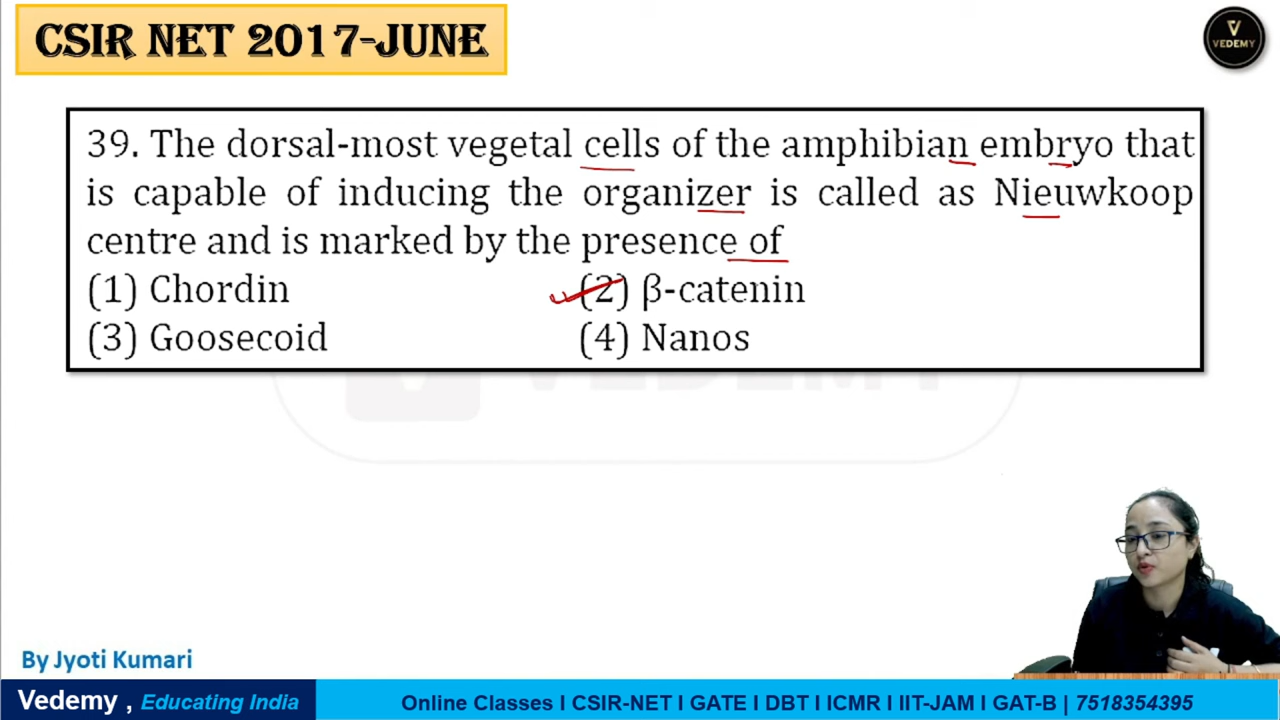 CSIR NET 2017-JUNE
V
VEDEMY
39. The dorsal-most vegetal cells of the amphibian embryo that
is capable of inducing the organizer is called as Nieuwkoop
centre and is marked by the presence of
(1) Chordin (2) β-catenin
(3) Goosecoid (4) Nanos
VEDEMY
By Jyoti Kumari
Vedemy , Educating India Online Classes I CSIR-NET I GATE I DBT I ICMR I IIT-JAM I GAT-B | 7518354395